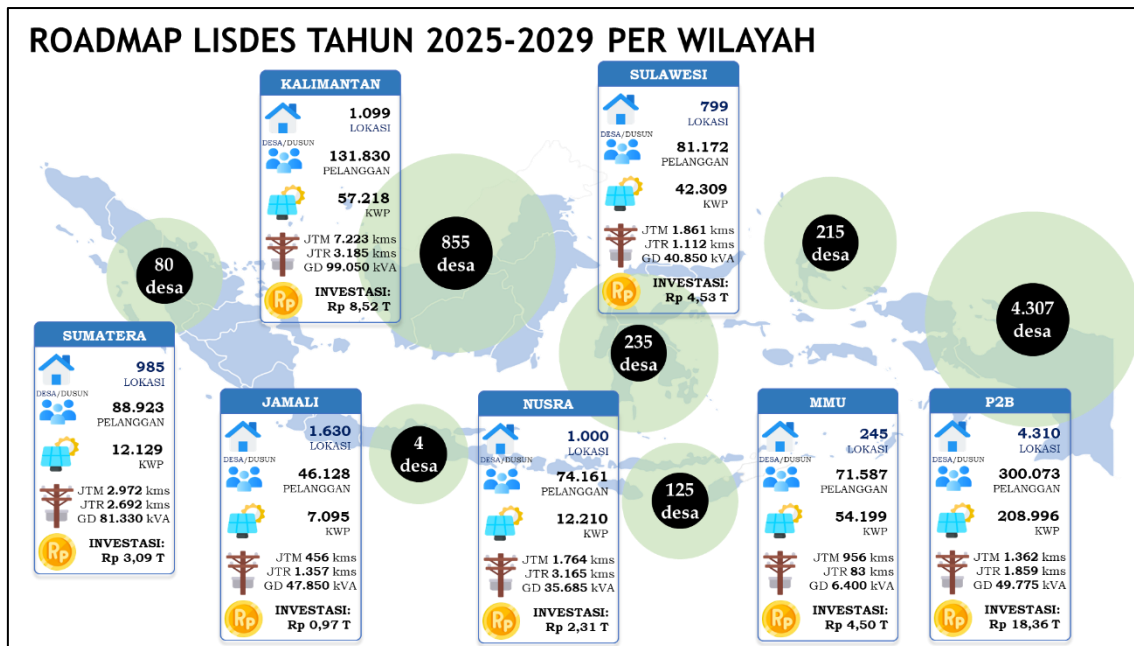 ROADMAP LISDES TAHUN 2025-2029 PER WILAYAH
KALIMANTAN
1.099
LOKASI
DESA/DUSUN
131.830
PELANGGAN
57.218
KWP
JTM 7.223 kms
JTR 3.185 kms
GD 99.050 kVA
INVESTASI:
Rp 8,52 T
SULAWESI
799
LOKASI
DESA/DUSUN
81.172
PELANGGAN
42.309
KWP
JTM 1.861 kms
JTR 1.112 kms
GD 40.850 kVA
INVESTASI:
Rp 4,53 T
80
desa
855
desa
215
desa
4.307
desa
235
desa
4
desa
125
desa
SUMATERA
985
LOKASI
DESA/DUSUN
88.923
PELANGGAN
12.129
KWP
JTM 2.972 kms
JTR 2.692 kms
GD 81.330 kVA
INVESTASI:
Rp 3,09 T
JAMALI
1.630
LOKASI
DESA/DUSUN
46.128
PELANGGAN
7.095
KWP
JTM 456 kms
JTR 1.357 kms
GD 47.850 kVA
INVESTASI:
Rp 0,97 T
NUSRA
1.000
LOKASI
DESA/DUSUN
74.161
PELANGGAN
12.210
KWP
JTM 1.764 kms
JTR 3.165 kms
GD 35.685 kVA
INVESTASI:
Rp 2,31 T
MMU
245
LOKASI
DESA/DUSUN
71.587
PELANGGAN
54.199
KWP
JTM 956 kms
JTR 83 kms
GD 6.400 kVA
INVESTASI:
Rp 4,50 T
P2B
4.310
LOKASI
DESA/DUSUN
300.073
PELANGGAN
208.996
KWP
JTM 1.362 kms
JTR 1.859 kms
GD 49.775 kVA
INVESTASI:
Rp 18,36 T